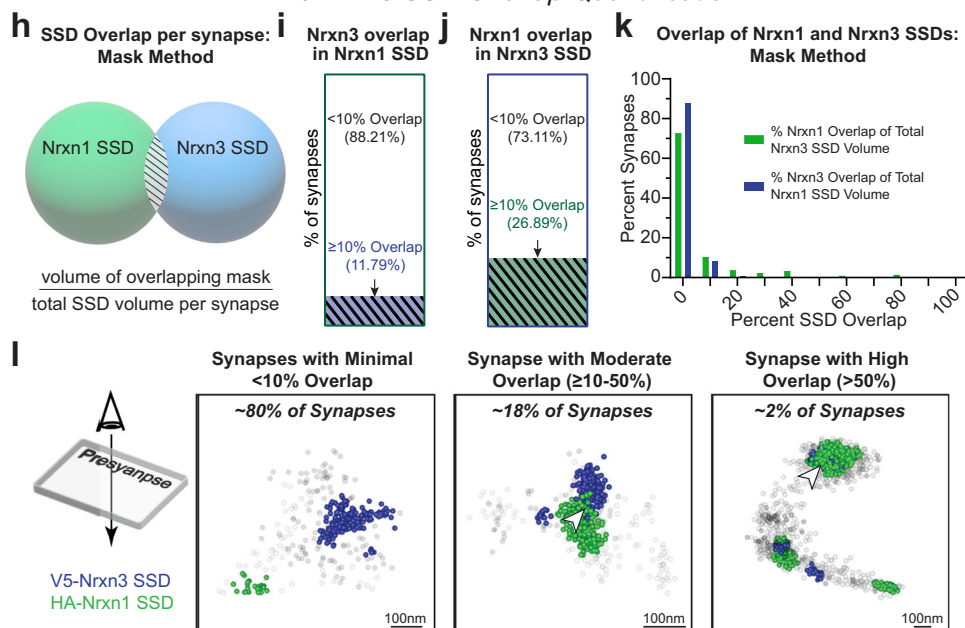 h
SSD Overlap per synapse:
Mask Method
Nrxn1 SSD
Nrxn3 SSD
volume of overlapping mask
total SSD volume per synapse
i
Nrxn3 overlap
in Nrxn1 SSD
% of synapses
<10% Overlap
(88.21%)
≥10% Overlap
(11.79%)
j
Nrxn1 overlap
in Nrxn3 SSD
% of synapses
<10% Overlap
(73.11%)
≥10% Overlap
(26.89%)
k
Overlap of Nrxn1 and Nrxn3 SSDs:
Mask Method
Percent Synapses
100
80
60
40
20
0
% Nrxn1 Overlap of Total
Nrxn3 SSD Volume
% Nrxn3 Overlap of Total
Nrxn1 SSD Volume
0
20
40
60
80
100
Percent SSD Overlap
l
Presyanpse
V5-Nrxn3 SSD
HA-Nrxn1 SSD
Synapses with Minimal
<10% Overlap
~80% of Synapses
100nm
Synapse with Moderate
Overlap (≥10-50%)
~18% of Synapses
100nm
Synapse with High
Overlap (>50%)
~2% of Synapses
100nm